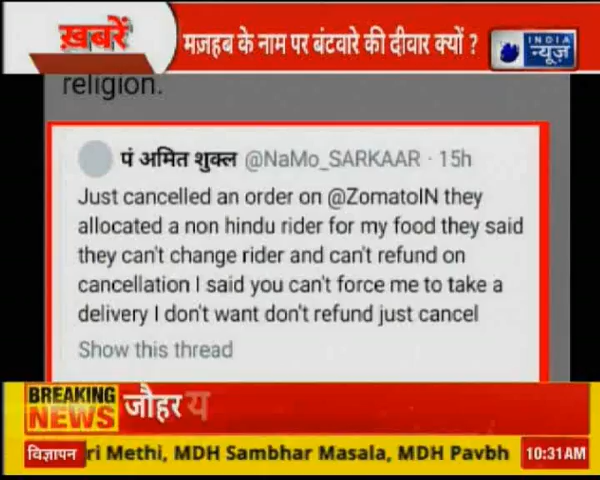 ख़बरें
मज़हब के नाम पर बंटवारे की दीवार क्यों ?
INDIA
न्यूज़
religion.
पं अमित शुक्ल @NaMo_SARKAAR · 15h
Just cancelled an order on @ZomatoIN they
allocated a non hindu rider for my food they said
they can't change rider and can't refund on
cancellation I said you can't force me to take a
delivery I don't want don't refund just cancel
Show this thread
BREAKING
NEWS
जौहर य
विज्ञापन
ri Methi, MDH Sambhar Masala, MDH Pavbh
10:31AM